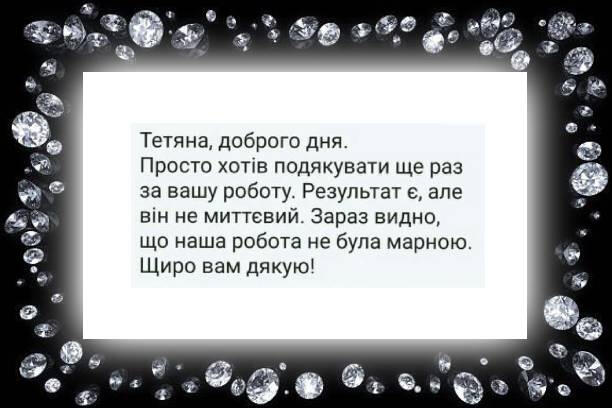 Тетяна, доброго дня.
Просто хотів подякувати ще раз
за вашу роботу. Результат є, але
він не миттєвий. Зараз видно,
що наша робота не була марною.
Щиро вам дякую!